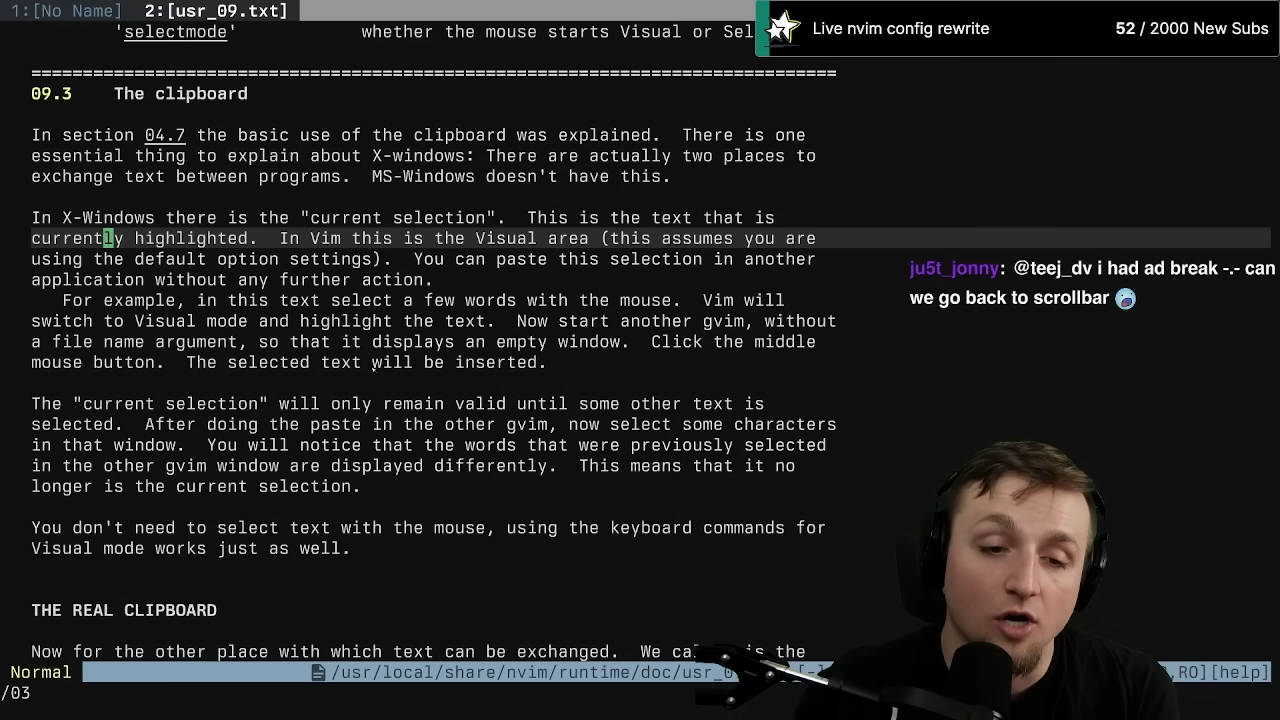 1:[No Name] 2:[usr_09.txt]
Live nvim config rewrite 52 / 2000 New Subs
'selectmode' whether the mouse starts Visual or Sel
===============================================================================
09.3 The clipboard
In section 04.7 the basic use of the clipboard was explained. There is one
essential thing to explain about X-windows: There are actually two places to
exchange text between programs. MS-Windows doesn't have this.
In X-Windows there is the "current selection". This is the text that is
currently highlighted. In Vim this is the Visual area (this assumes you are
using the default option settings). You can paste this selection in another
application without any further action.
For example, in this text select a few words with the mouse. Vim will
switch to Visual mode and highlight the text. Now start another gvim, without
a file name argument, so that it displays an empty window. Click the middle
mouse button. The selected text will be inserted.
The "current selection" will only remain valid until some other text is
selected. After doing the paste in the other gvim, now select some characters
in that window. You will notice that the words that were previously selected
in the other gvim window are displayed differently. This means that it no
longer is the current selection.
You don't need to select text with the mouse, using the keyboard commands for
Visual mode works just as well.
THE REAL CLIPBOARD
Now for the other place with which text can be exchanged. We is the
Normal /usr/local/share/nvim/runtime/doc/usr_0 [-] ,RO][help]
/03
ju5t_jonny: @teej_dv i had ad break -.- can
we go back to scrollbar